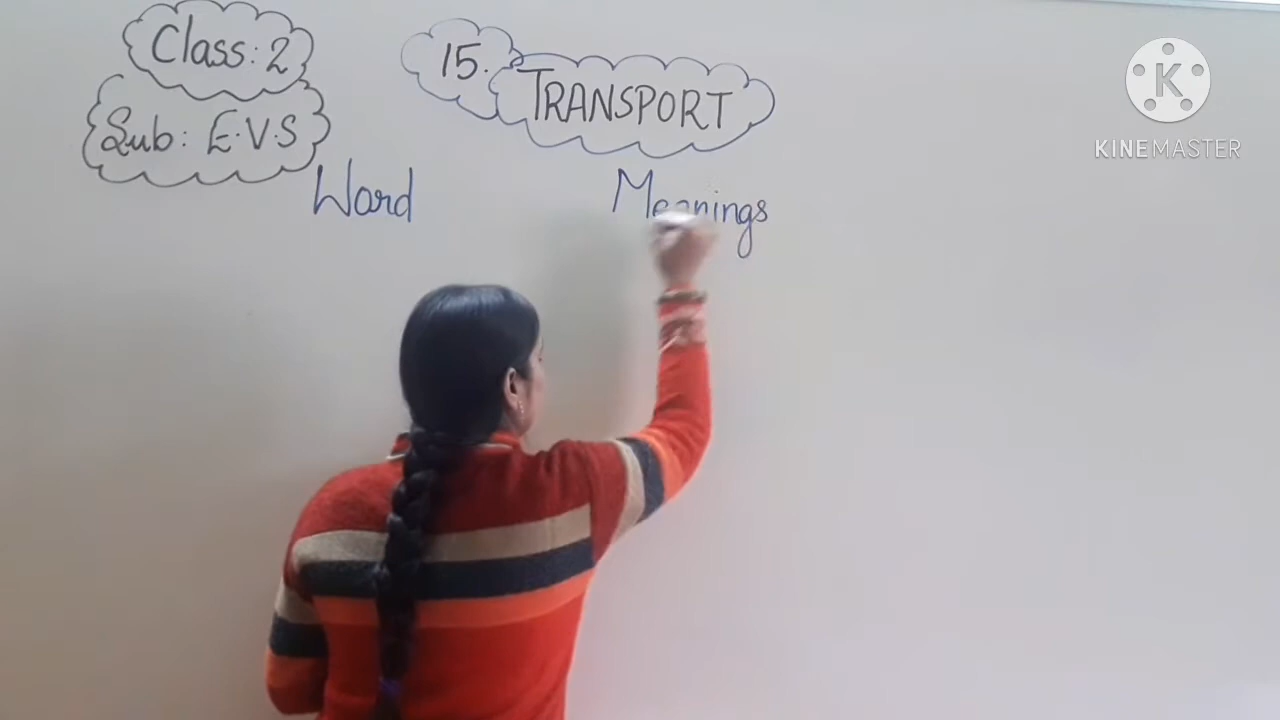 Class: 2
Sub: E.V.S
15. TRANSPORT
Word Meanings
KINEMASTER